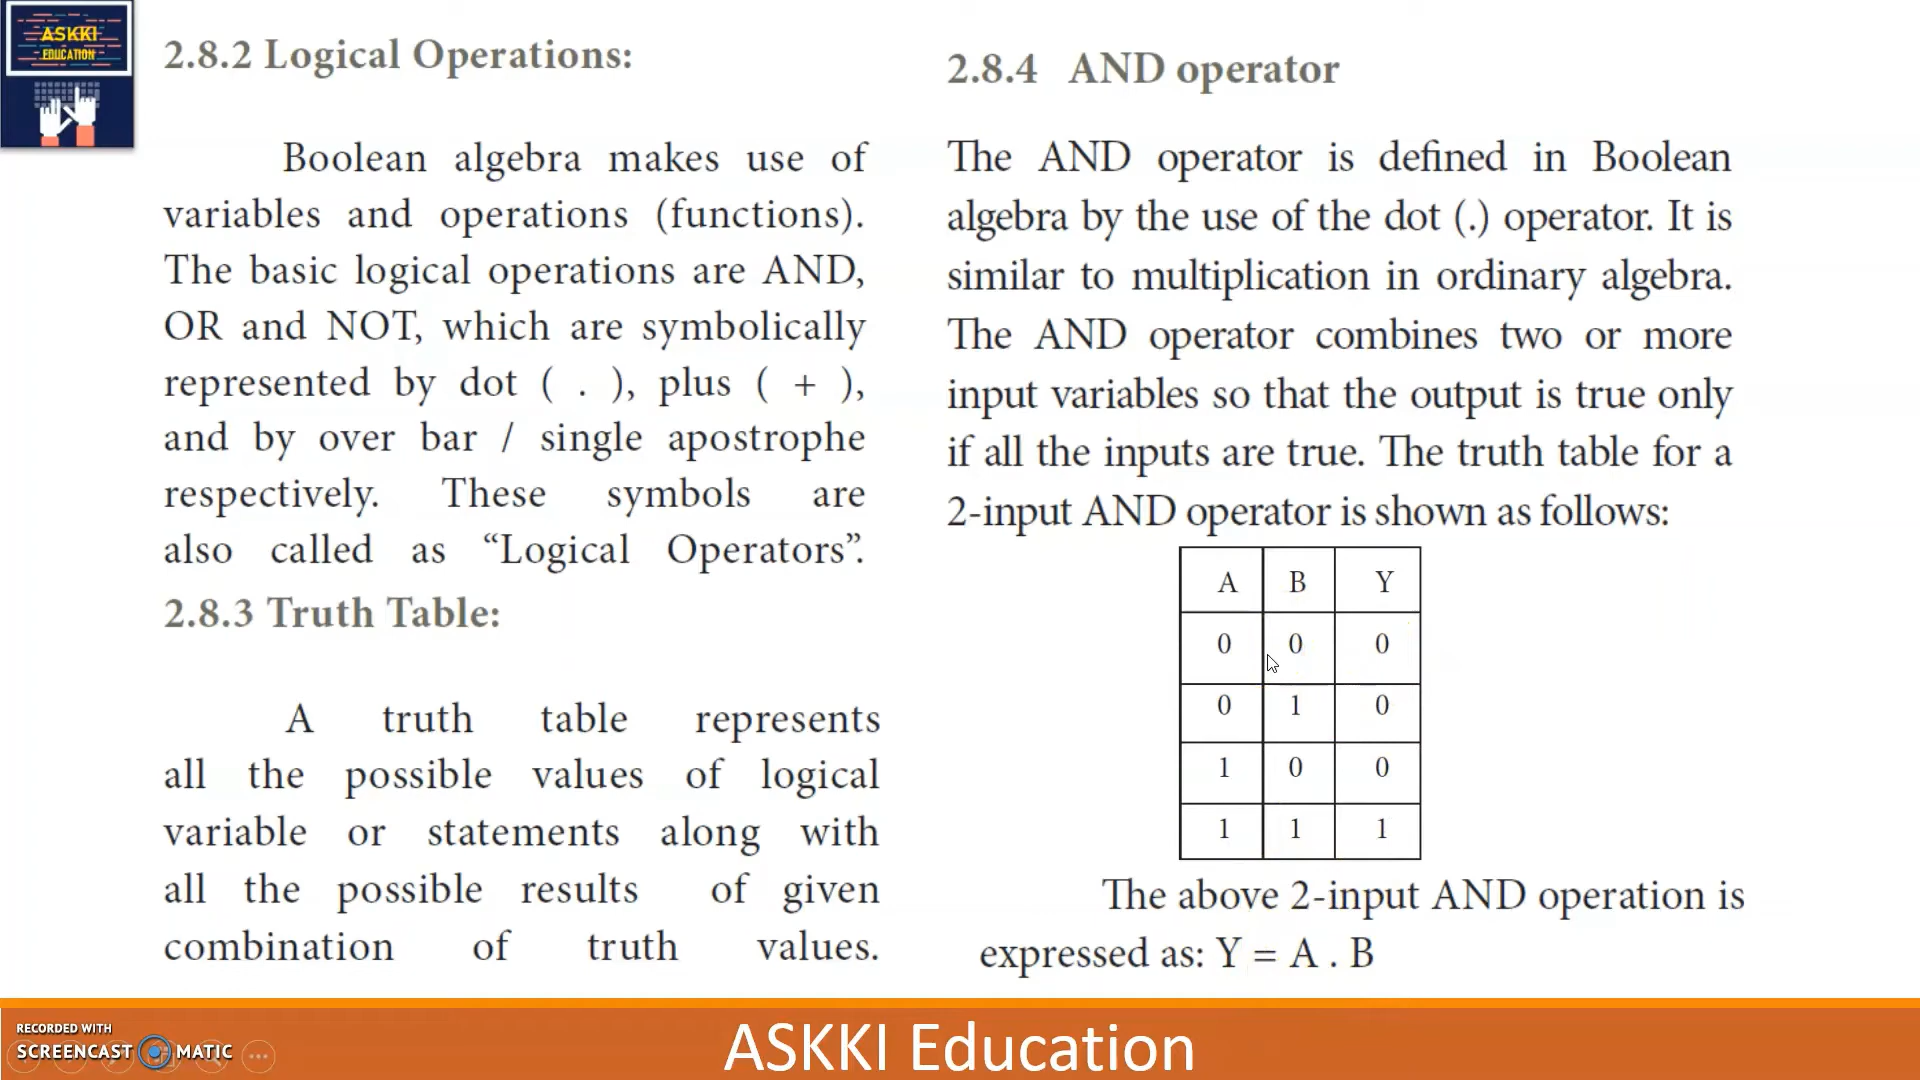 ASKKI
EDUCATION
2.8.2 Logical Operations:
Boolean algebra makes use of
variables and operations (functions).
The basic logical operations are AND,
OR and NOT, which are symbolically
represented by dot ( . ), plus ( + ),
and by over bar / single apostrophe
respectively. These symbols are
also called as “Logical Operators”.
2.8.3 Truth Table:
A truth table represents
all the possible values of logical
variable or statements along with
all the possible results of given
combination of truth values.
2.8.4 AND operator
The AND operator is defined in Boolean
algebra by the use of the dot (.) operator. It is
similar to multiplication in ordinary algebra.
The AND operator combines two or more
input variables so that the output is true only
if all the inputs are true. The truth table for a
2-input AND operator is shown as follows:
A B Y
0 0 0
0 1 0
1 0 0
1 1 1
The above 2-input AND operation is
expressed as: Y = A . B
RECORDED WITH
SCREENCAST MATIC
ASKKI Education